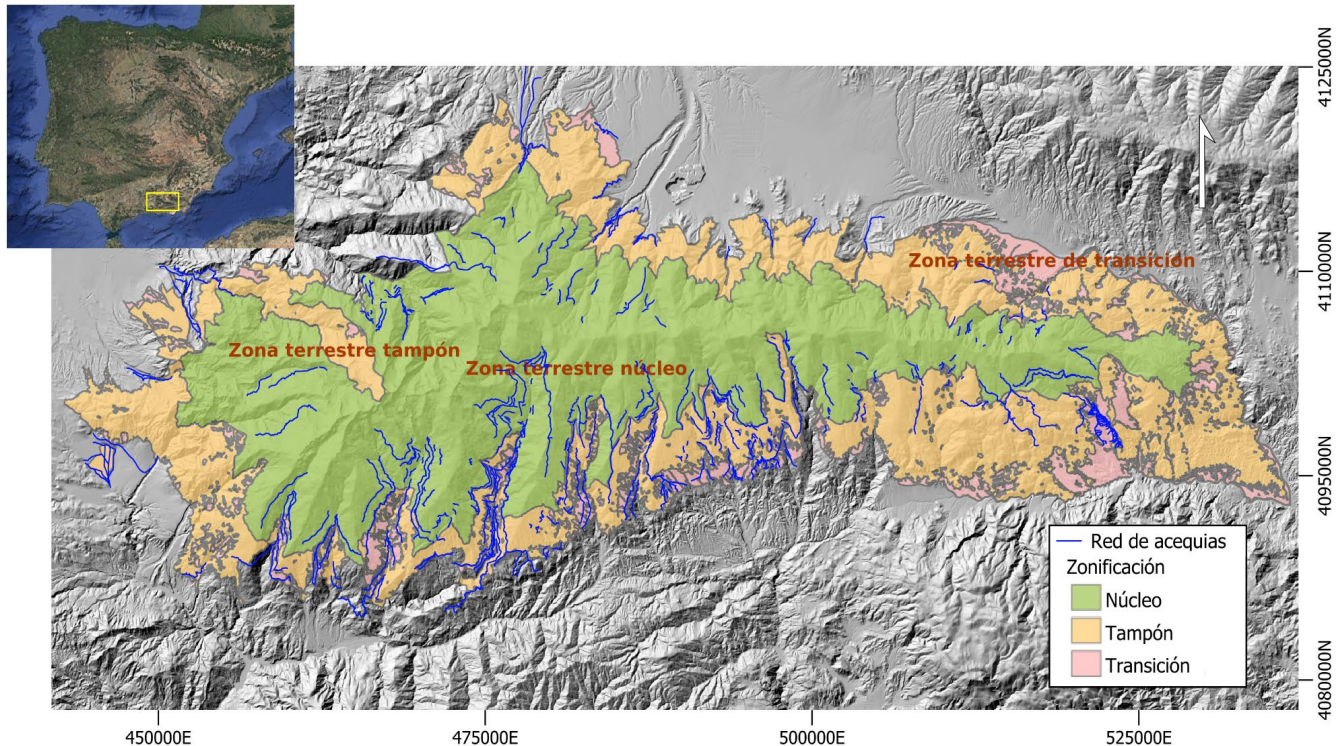 4125000N
Zona terrestre de transición
4110000N
Zona terrestre tampón
Zona terrestre núcleo
4095000N
Red de acequias
Zonificación
Núcleo
Tampón
Transición
4080000N
450000E
475000E
500000E
525000E